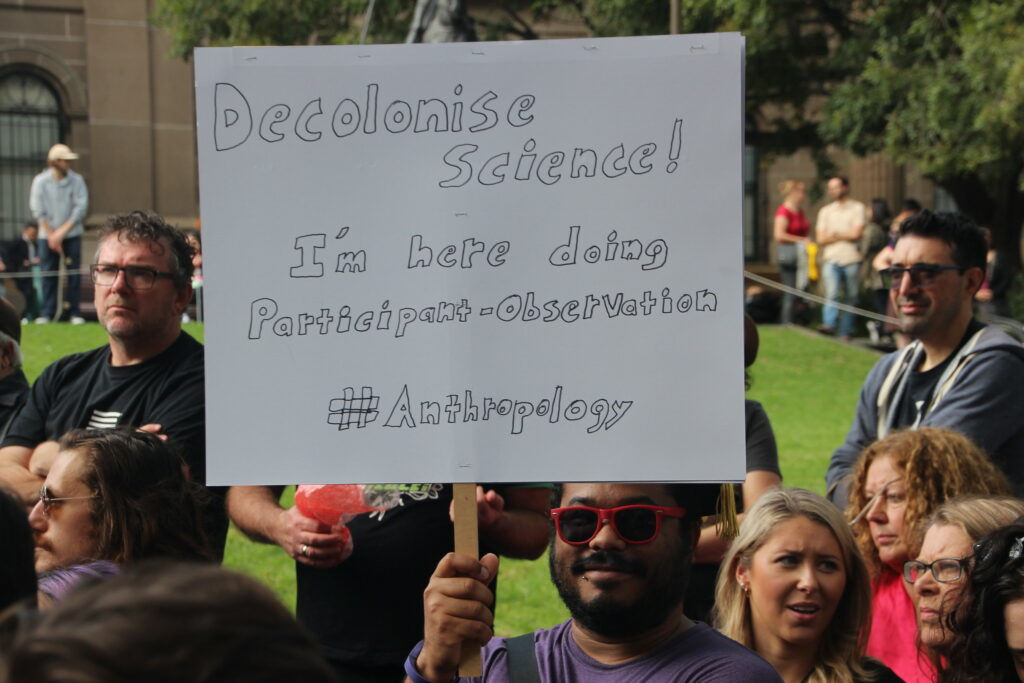 Decolonise
Science!
I'm here doing
Participant-Observation
#Anthropology